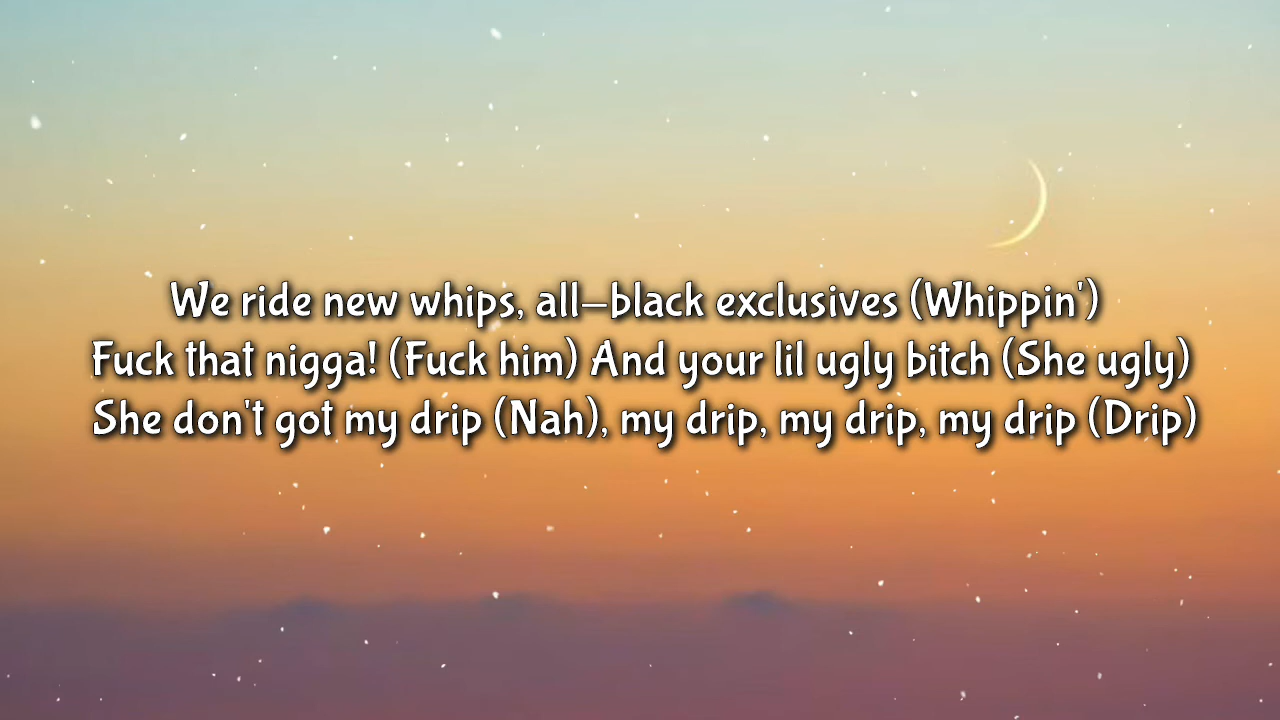 We ride new whips, all–black exclusives (Whippin')
Fuck that nigga! (Fuck him) And your lil ugly bitch (She ugly)
She don't got my drip (Nah), my drip, my drip, my drip (Drip)